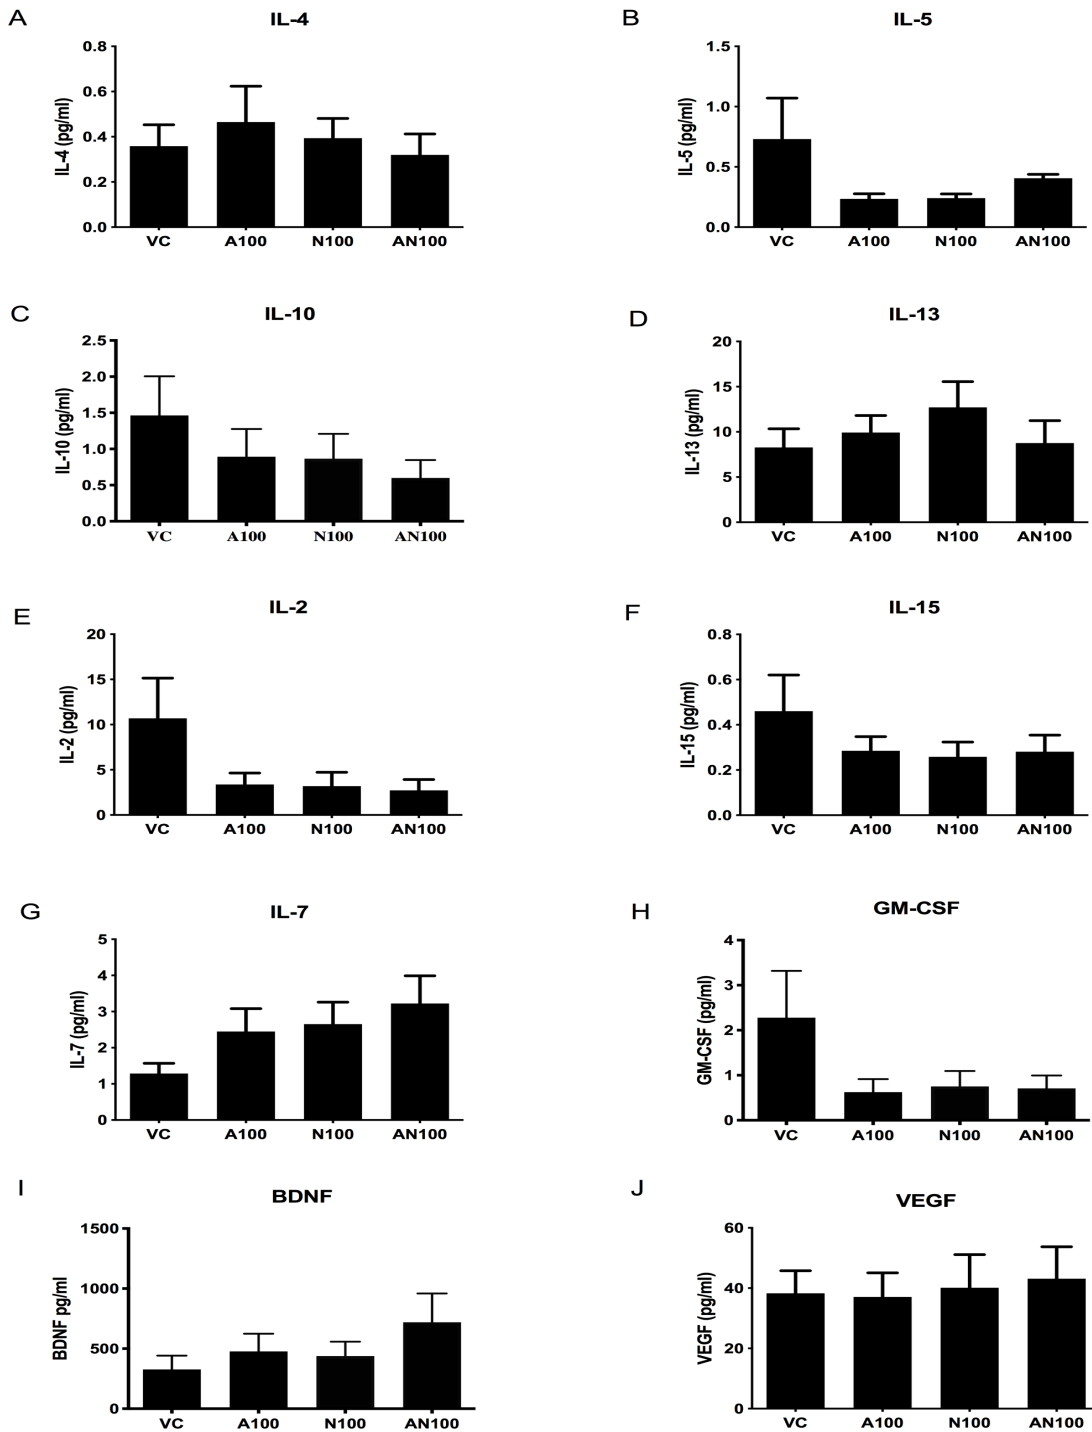 A
IL-4
IL-4 (pg/ml)
0.8
0.6
0.4
0.2
0.0
VC A100 N100 AN100
B
IL-5
IL-5 (pg/ml)
1.5
1.0
0.5
0.0
VC A100 N100 AN100
C
IL-10
IL-10 (pg/ml)
2.5
2.0
1.5
1.0
0.5
0.0
VC A100 N100 AN100
D
IL-13
IL-13 (pg/ml)
20
15
10
5
0
VC A100 N100 AN100
E
IL-2
IL-2 (pg/ml)
20
15
10
5
0
VC A100 N100 AN100
F
IL-15
IL-15 (pg/ml)
0.8
0.6
0.4
0.2
0.0
VC A100 N100 AN100
G
IL-7
IL-7 (pg/ml)
5
4
3
2
1
0
VC A100 N100 AN100
H
GM-CSF
GM-CSF (pg/ml)
4
3
2
1
0
VC A100 N100 AN100
I
BDNF
BDNF pg/ml
1500
1000
500
0
VC A100 N100 AN100
J
VEGF
VEGF (pg/ml)
60
40
20
0
VC A100 N100 AN100